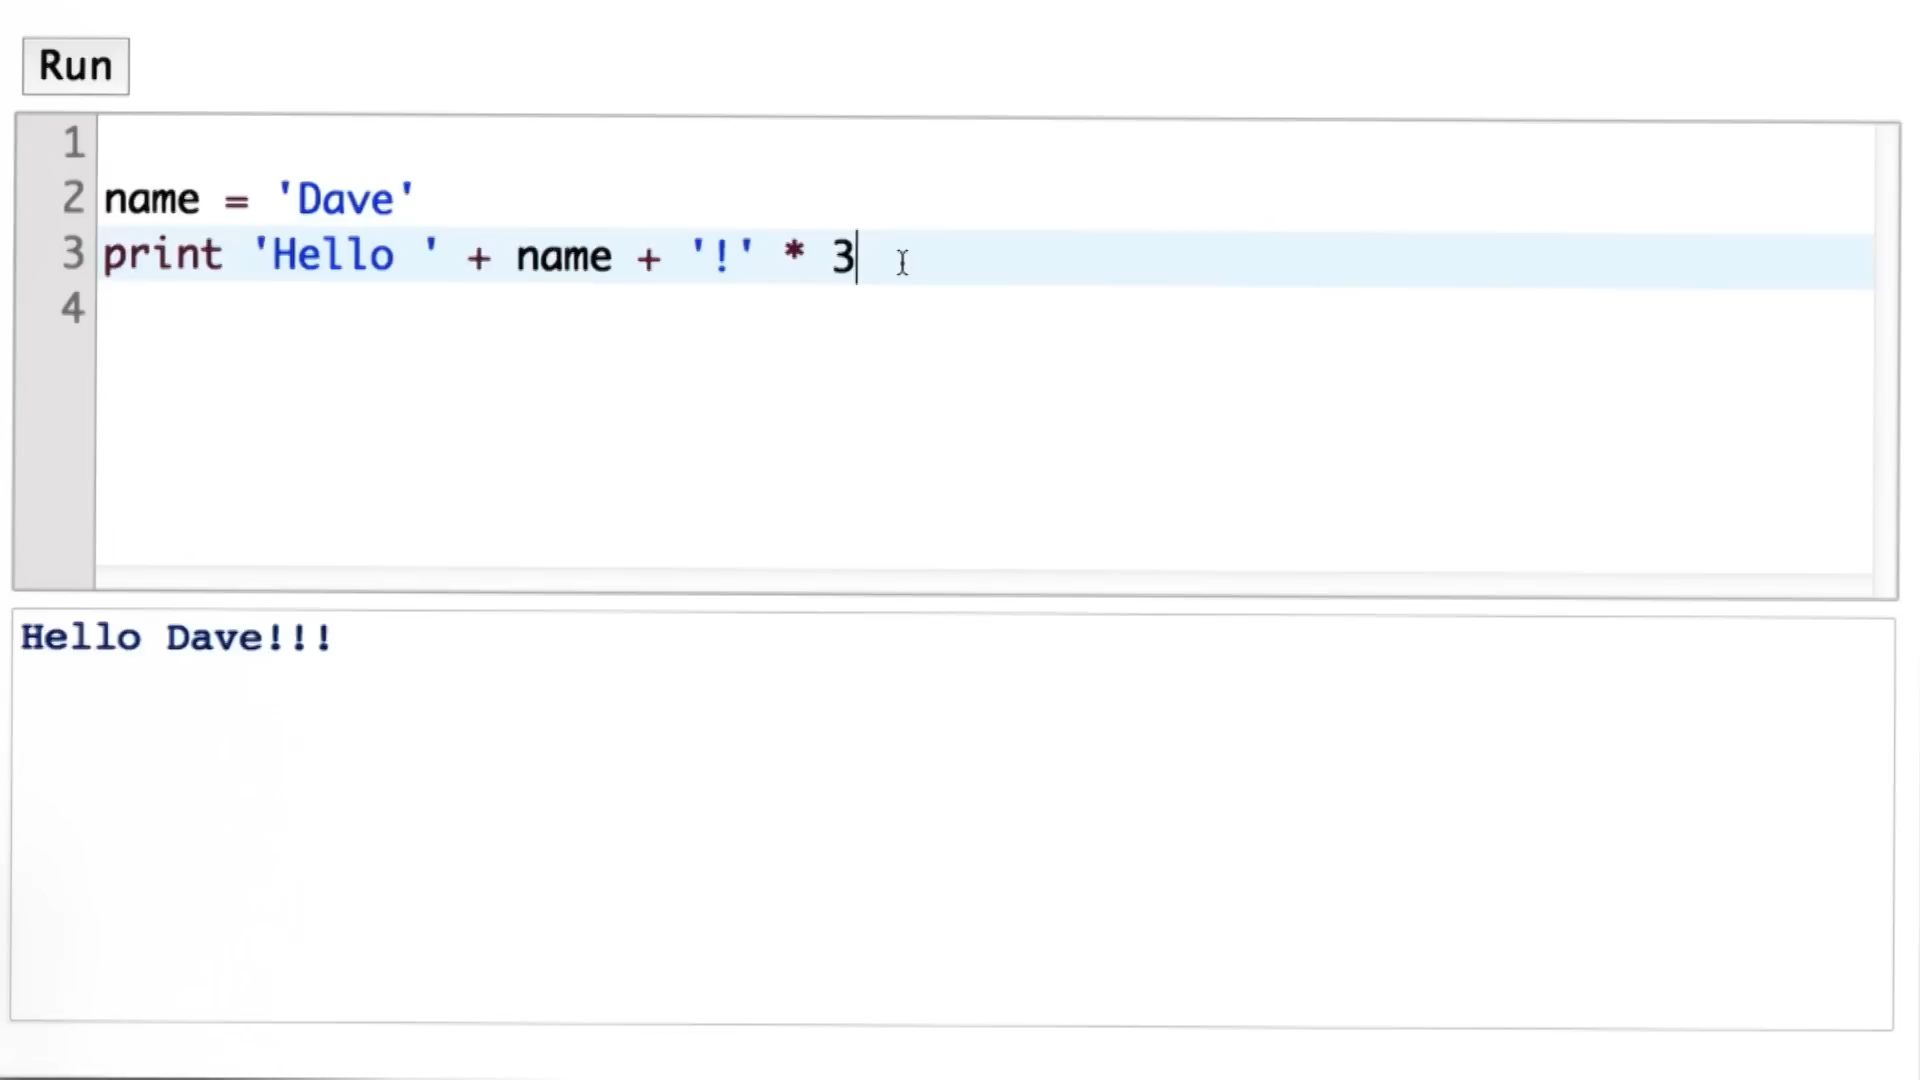 Run
1
2 name = 'Dave'
3 print 'Hello ' + name + '!' * 3
4
Hello Dave!!!